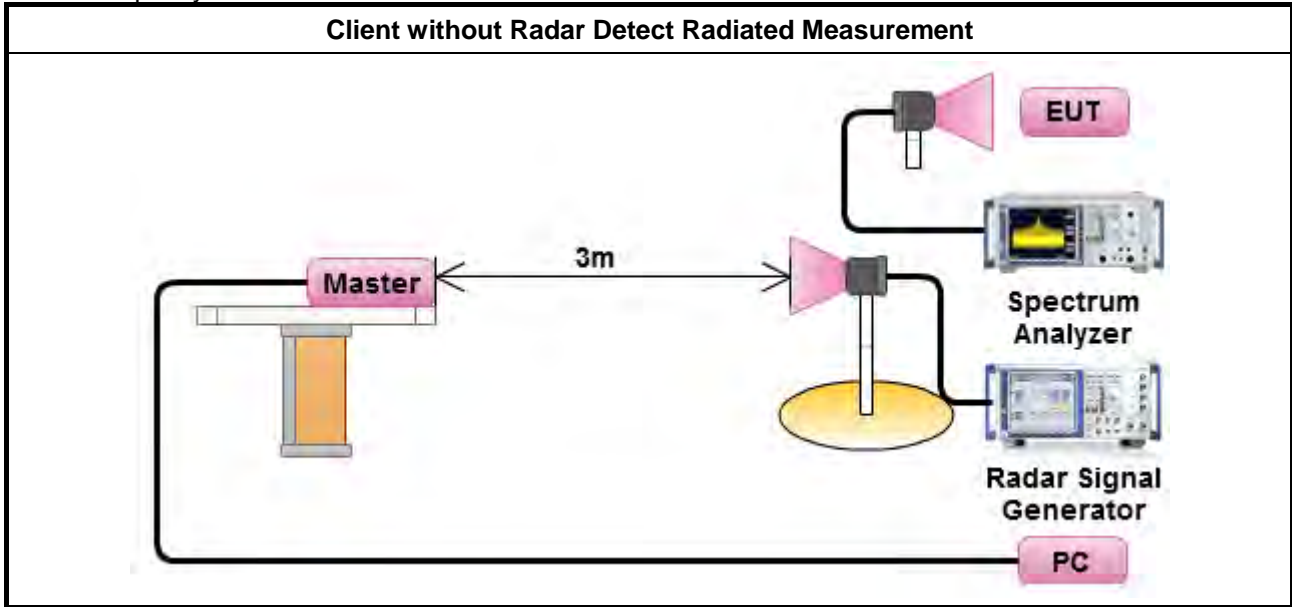 Client without Radar Detect Radiated Measurement
EUT
3m
Master
Spectrum
Analyzer
Radar Signal
Generator
PC